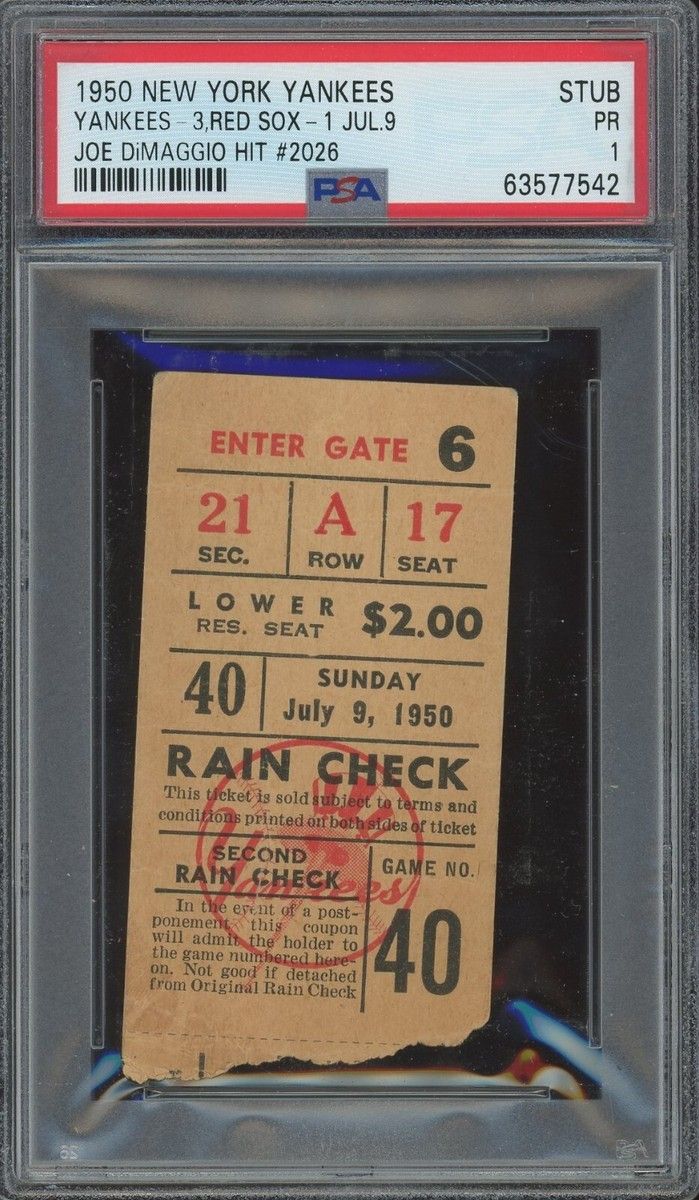 1950 NEW YORK YANKEES STUB
YANKEES - 3,RED SOX - 1 JUL.9 PR
JOE DiMAGGIO HIT #2026 1
PSA 63577542
ENTER GATE 6
21 A 17
SEC. ROW SEAT
LOWER
RES. SEAT $2.00
40 SUNDAY
July 9, 1950
RAIN CHECK
This ticket is sold subject to terms and
conditions printed on both sides of ticket
Yankees
SECOND
RAIN CHECK
GAME NO.
40
In the event of a post-
ponement this coupon
will admit the holder to
the game numbered here-
on. Not good if detached
from Original Rain Check
PSA